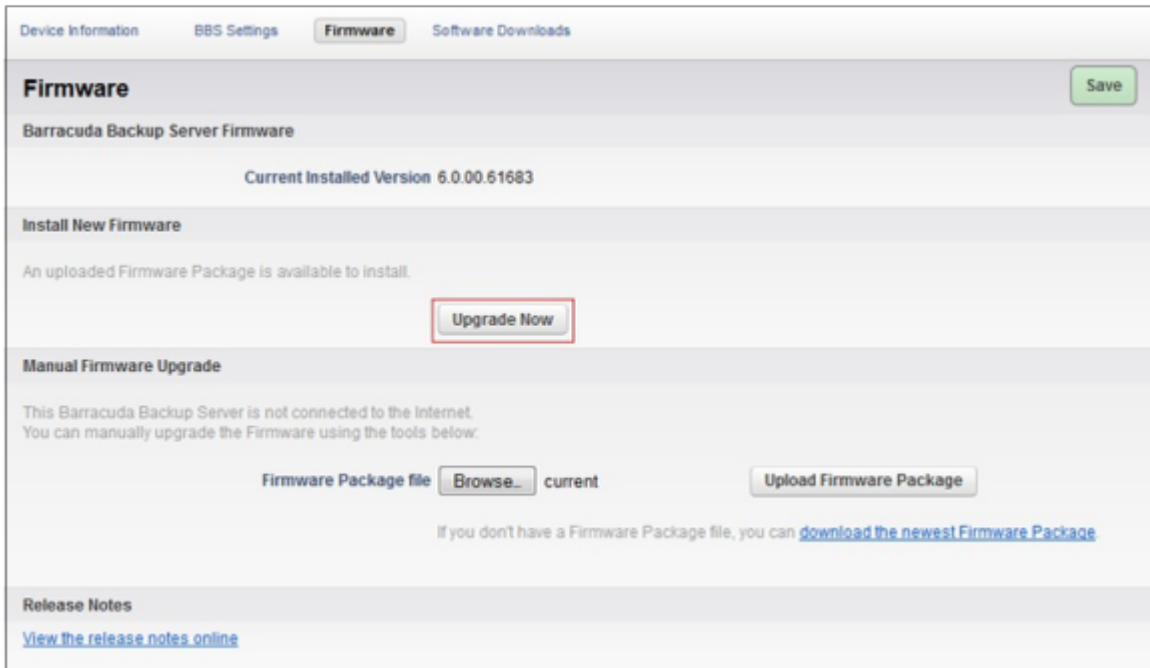 Device Information BBS Settings Firmware Software Downloads
Firmware Save
Barracuda Backup Server Firmware
Current Installed Version 6.0.00.61683
Install New Firmware
An uploaded Firmware Package is available to install.
Upgrade Now
Manual Firmware Upgrade
This Barracuda Backup Server is not connected to the Internet.
You can manually upgrade the Firmware using the tools below:
Firmware Package file Browse... current Upload Firmware Package
If you don't have a Firmware Package file, you can download the newest Firmware Package.
Release Notes
View the release notes online